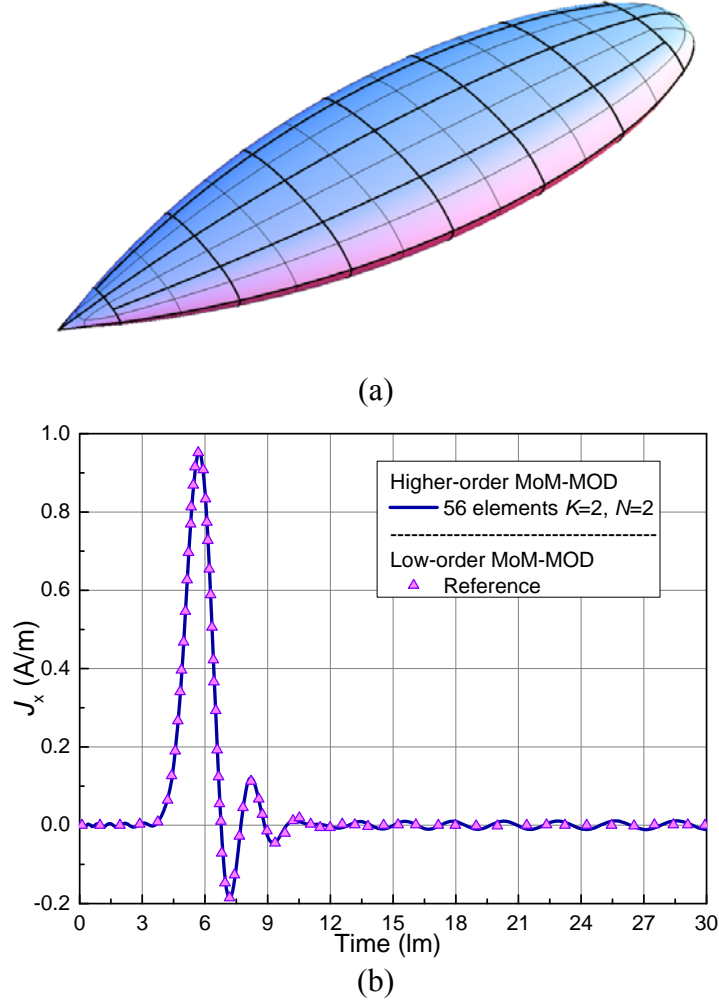 (a)
1.0
0.8
0.6
0.4
0.2
0.0
-0.2
J_x (A/m)
Higher-order MoM-MOD
56 elements K=2, N=2
Low-order MoM-MOD
Reference
0 3 6 9 12 15 18 21 24 27 30
Time (lm)
(b)